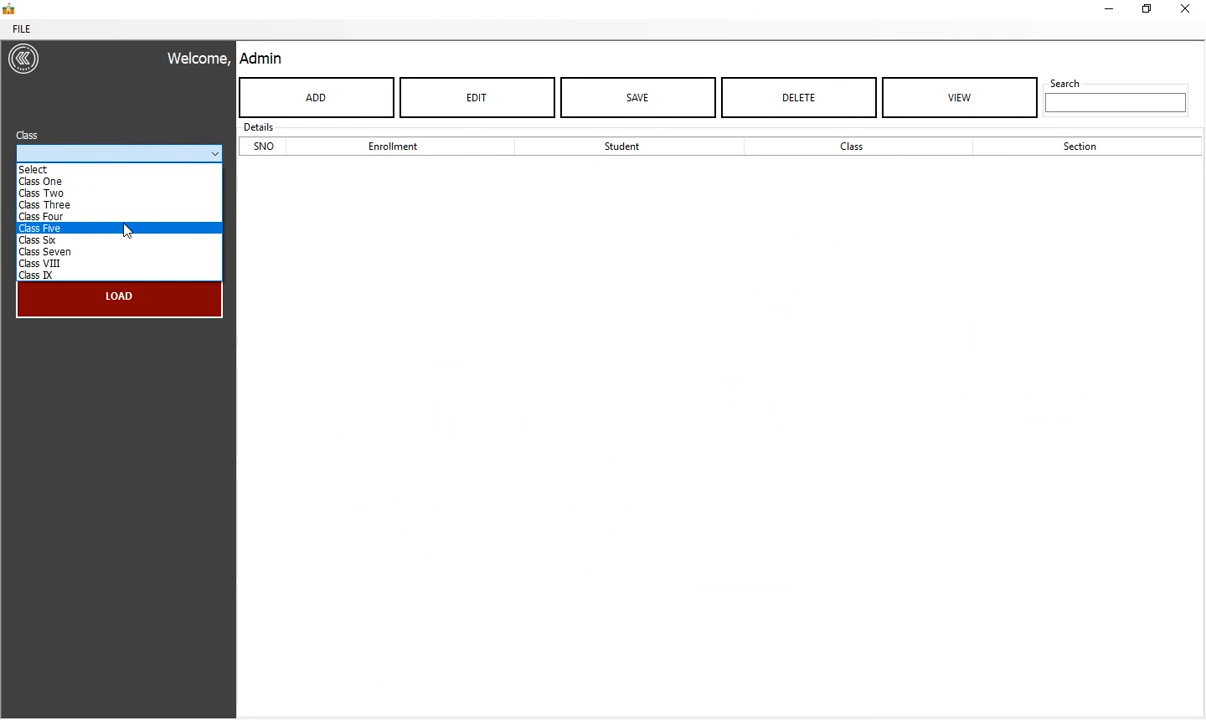 FILE
Welcome, Admin
ADD EDIT SAVE DELETE VIEW
Search
Details
SNO Enrollment Student Class Section
Class
Select
Class One
Class Two
Class Three
Class Four
Class Five
Class Six
Class Seven
Class VIII
Class IX
LOAD